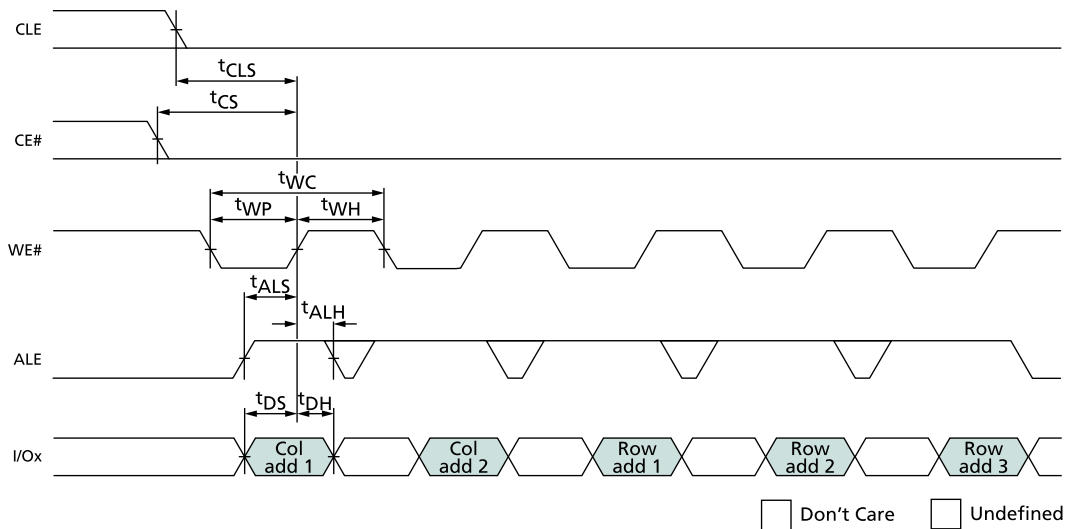 CLE
tCLS
tCS
CE#
tWC
tWP
tWH
WE#
tALS
tALH
ALE
tDS
tDH
I/Ox
Col
add 1
Col
add 2
Row
add 1
Row
add 2
Row
add 3
Don't Care
Undefined